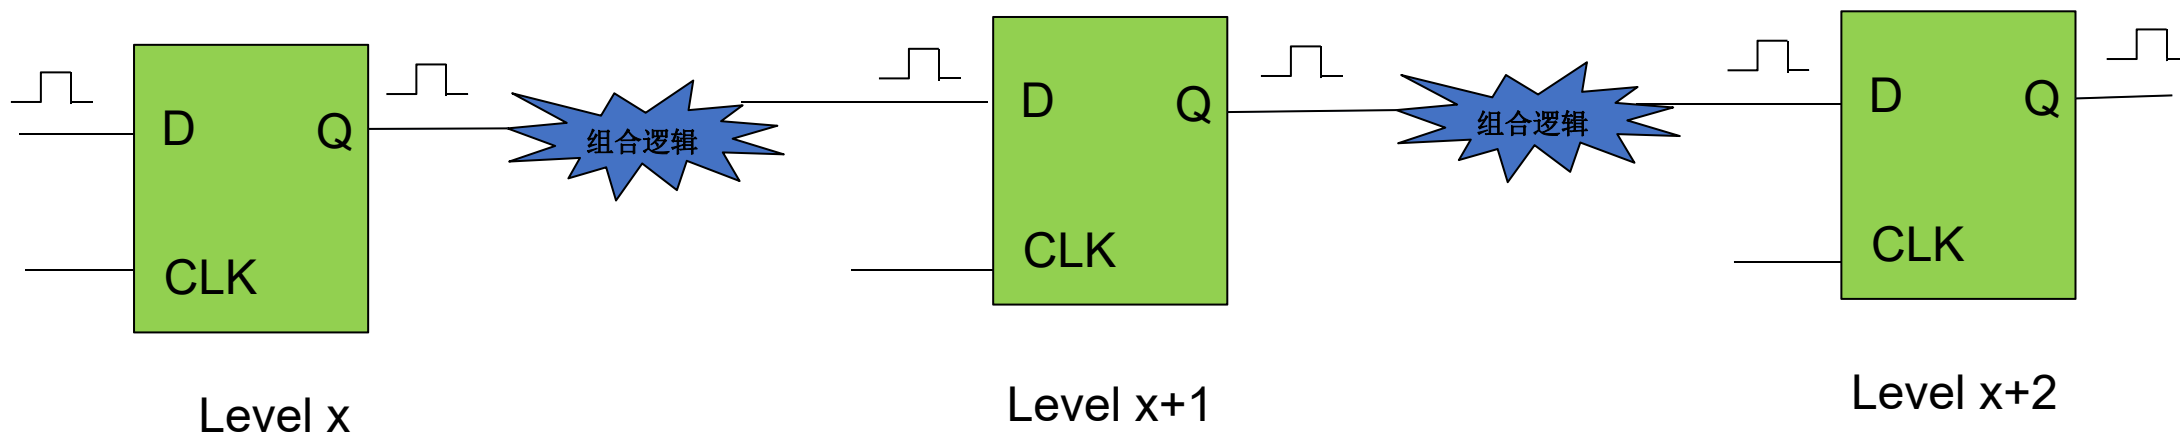 D
Q
CLK
组合逻辑
D
Q
CLK
组合逻辑
D
Q
CLK
Level x
Level x+1
Level x+2